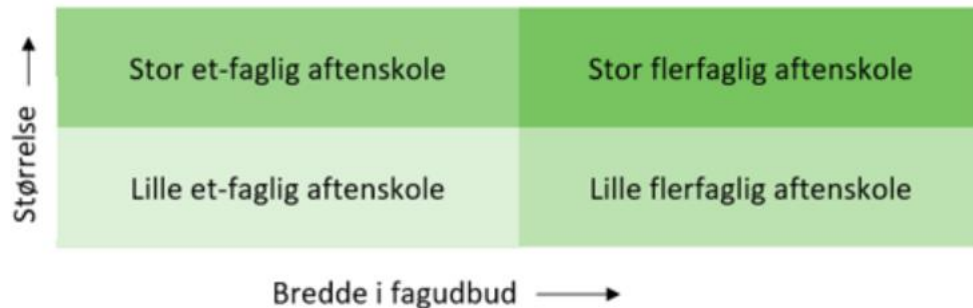 Størrelse
Stor et-faglig aftenskole
Stor flerfaglig aftenskole
Lille et-faglig aftenskole
Lille flerfaglig aftenskole
Bredde i fagudbud